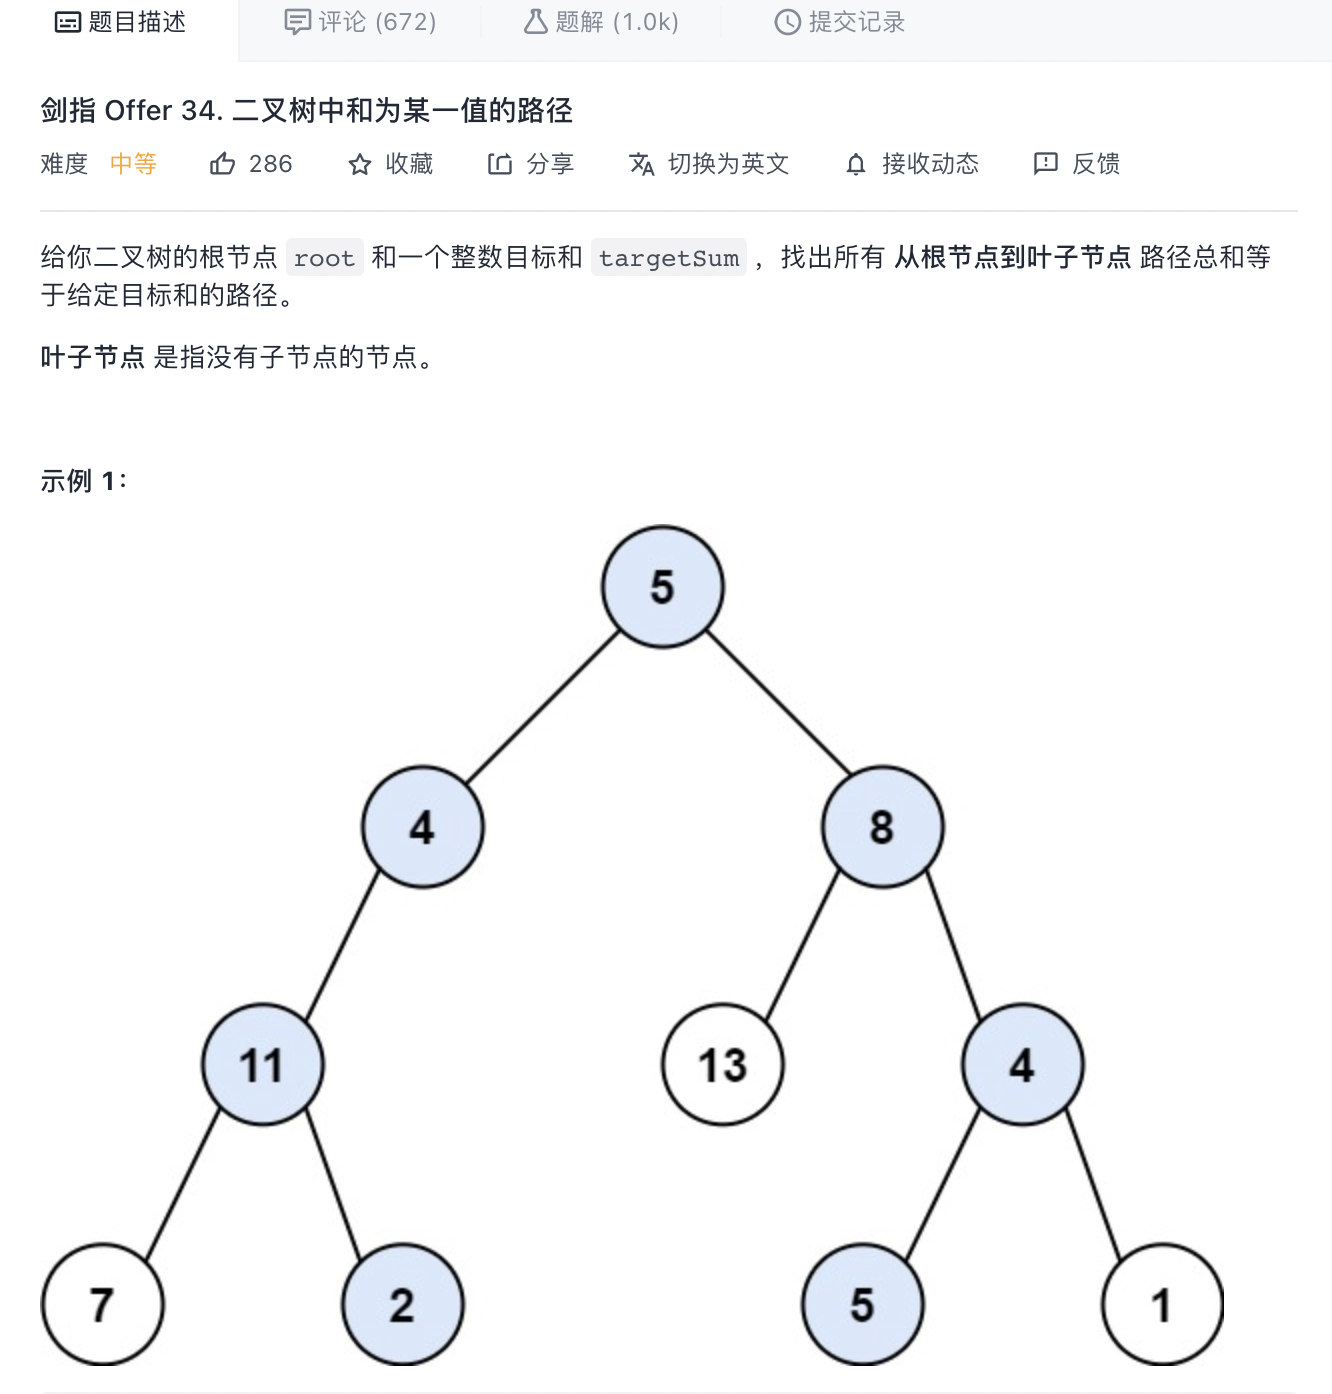 题目描述 评论 (672) 题解 (1.0k) 提交记录
剑指 Offer 34. 二叉树中和为某一值的路径
难度 中等 286 收藏 分享 切换为英文 接收动态 反馈
给你二叉树的根节点 root 和一个整数目标和 targetSum ，找出所有 从根节点到叶子节点 路径总和等
于给定目标和的路径。
叶子节点 是指没有子节点的节点。
示例 1：
5
4 8
11 13 4
7 2 5 1